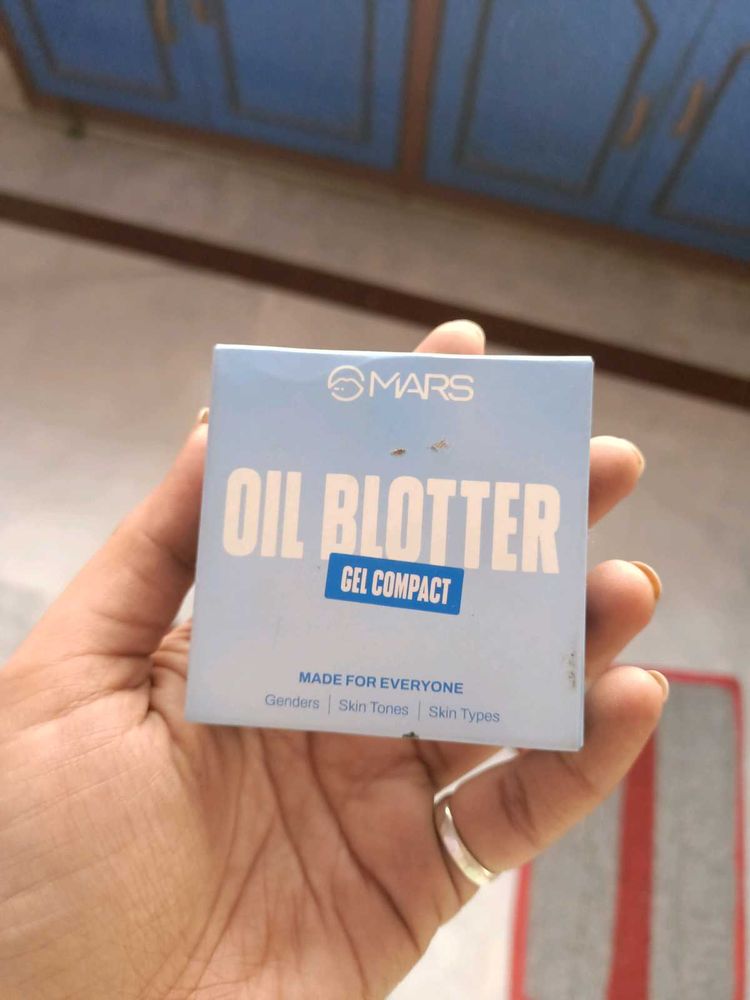 MARS
OIL BLOTTER
GEL COMPACT
MADE FOR EVERYONE
Genders | Skin Tones | Skin Types